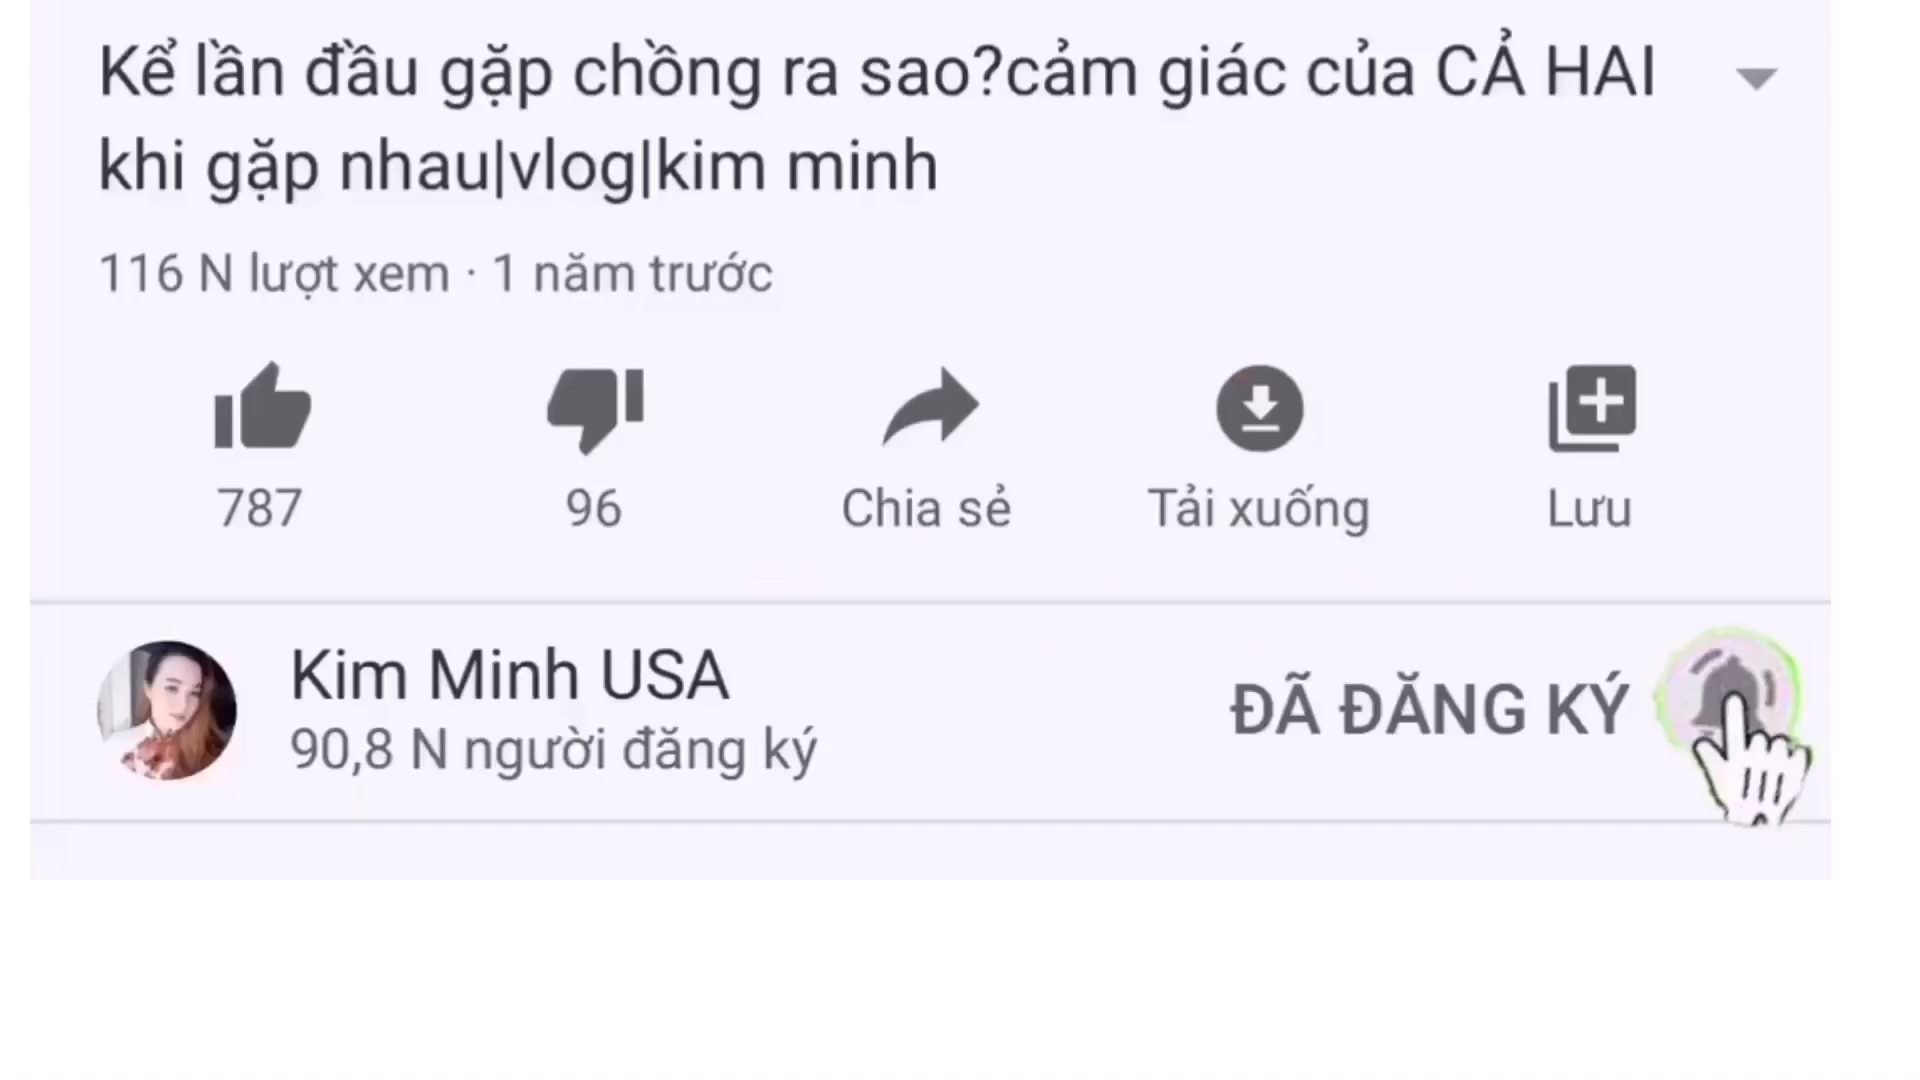 Kể lần đầu gặp chồng ra sao?cảm giác của CẢ HAI
khi gặp nhau|vlog|kim minh
116 N lượt xem · 1 năm trước
787 96 Chia sẻ Tải xuống Lưu
Kim Minh USA
90,8 N người đăng ký
ĐÃ ĐĂNG KÝ